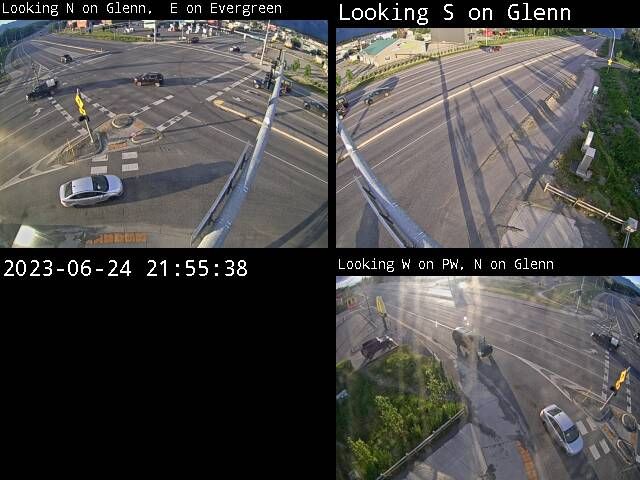 Looking N on Glenn,  E on Evergreen
Looking S on Glenn
2023-06-24 21:55:38
Looking W on PW, N on Glenn